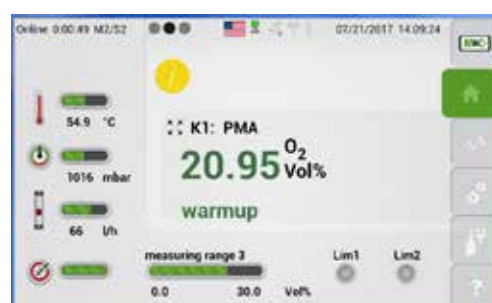 Online 0:00:49 M2/S2
07/21/2017 14:09:24
54.9 °C
K1: PMA
20.95 O2 Vol%
1016 mbar
warmup
66 l/h
measuring range 3
Lim1
Lim2
0.0
30.0
Vol%
?